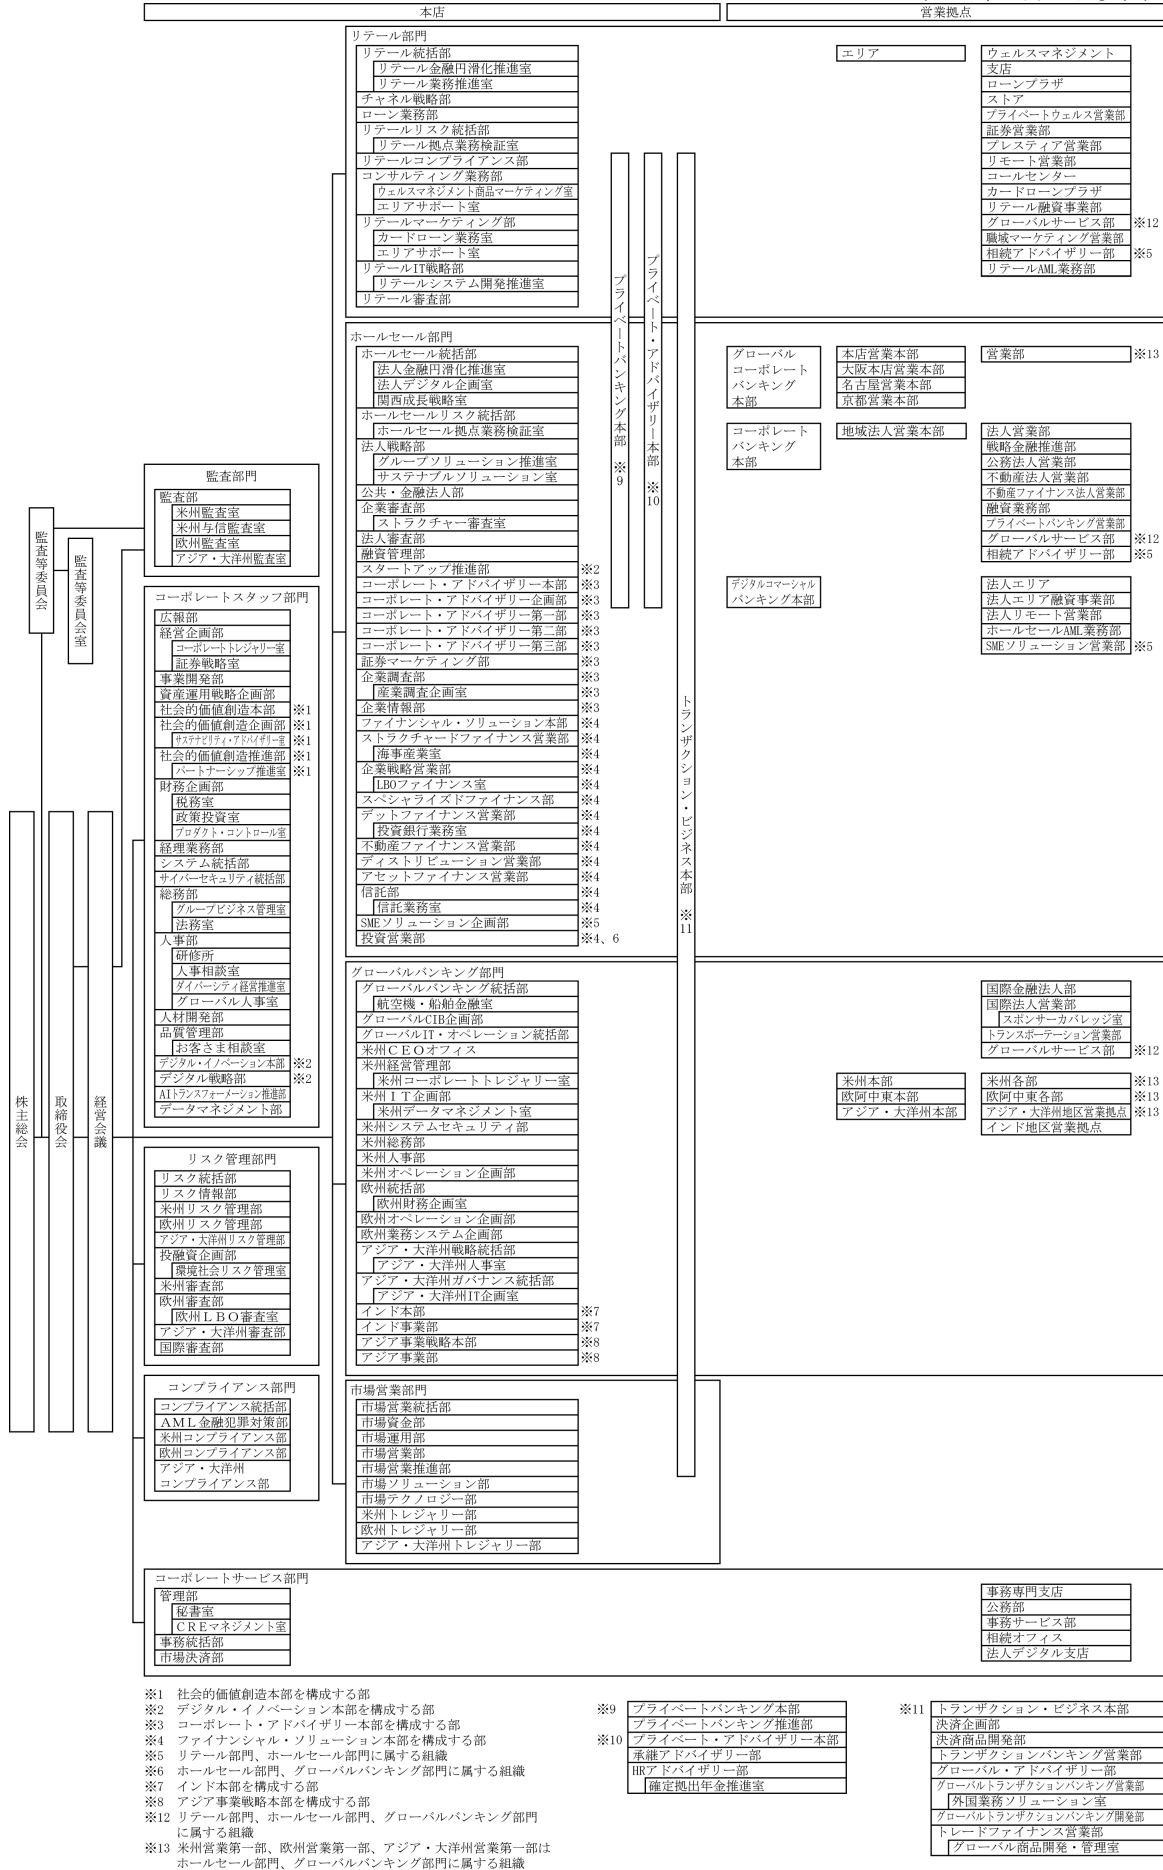 本店
営業拠点
リテール部門
リテール統括部
リテール金融円滑化推進室
リテール業務推進室
チャネル戦略部
ローン業務部
リテールリスク統括部
リテール拠点業務検証室
リテールコンプライアンス部
コンサルティング業務部
ウェルスマネジメント商品マーケティング室
エリアサポート室
リテールマーケティング部
カードローン業務室
エリアサポート室
リテールIT戦略部
リテールシステム開発推進室
リテール審査部
エリア
ウェルスマネジメント
支店
ローンプラザ
ストア
プライベートウェルス営業部
証券営業部
プレスティア営業部
リモート営業部
コールセンター
カードローンプラザ
リテール融資事業部
グローバルサービス部 ※12
職域マーケティング営業部
相続アドバイザリー部 ※5
リテールAML業務部
プライベートバンキング本部 ※9
プライベート・アドバイザリー本部 ※10
トランザクション・ビジネス本部 ※11
ホールセール部門
ホールセール統括部
法人金融円滑化推進室
法人デジタル企画室
関西成長戦略室
ホールセールリスク統括部
ホールセール拠点業務検証室
法人戦略部
グループソリューション推進室
サステナブルソリューション室
公共・金融法人部
企業審査部
ストラクチャー審査室
法人審査部
融資管理部
スタートアップ推進部 ※2
コーポレート・アドバイザリー本部 ※3
コーポレート・アドバイザリー企画部 ※3
コーポレート・アドバイザリー第一部 ※3
コーポレート・アドバイザリー第二部 ※3
コーポレート・アドバイザリー第三部 ※3
証券マーケティング部 ※3
企業調査部 ※3
産業調査企画室 ※3
企業情報部 ※3
ファイナンシャル・ソリューション本部 ※4
ストラクチャードファイナンス営業部 ※4
海事産業室 ※4
企業戦略営業部 ※4
LBOファイナンス室 ※4
スペシャライズドファイナンス部 ※4
デットファイナンス営業部 ※4
投資銀行業務室 ※4
不動産ファイナンス営業部 ※4
ディストリビューション営業部 ※4
アセットファイナンス営業部 ※4
信託部 ※4
信託業務室 ※4
SMEソリューション企画部 ※5
投資営業部 ※4、6
グローバル
コーポレート
バンキング
本部
本店営業本部
大阪本店営業本部
名古屋営業本部
京都営業本部
営業部 ※13
コーポレート
バンキング
本部
地域法人営業本部
法人営業部
戦略金融推進部
公務法人営業部
不動産法人営業部
不動産ファイナンス法人営業部
融資業務部
プライベートバンキング営業部
グローバルサービス部 ※12
相続アドバイザリー部 ※5
デジタルコマーシャル
バンキング本部
法人エリア
法人エリア融資事業部
法人リモート営業部
ホールセールAML業務部
SMEソリューション営業部 ※5
監査等委員会
監査等委員会室
株主総会
取締役会
経営会議
監査部門
監査部
米州監査室
米州与信監査室
欧州監査室
アジア・大洋州監査室
コーポレートスタッフ部門
広報部
経営企画部
コーポレートトレジャリー室
証券戦略室
事業開発部
資産運用戦略企画部
社会的価値創造本部 ※1
社会的価値創造企画部 ※1
サステナビリティ・アドバイザリー室 ※1
社会的価値創造推進部 ※1
パートナーシップ推進室 ※1
財務企画部
税務室
政策投資室
プロダクト・コントロール室
経理業務部
システム統括部
サイバーセキュリティ統括部
総務部
グループビジネス管理室
法務室
人事部
研修所
人事相談室
ダイバーシティ経営推進室
グローバル人事室
人材開発部
品質管理部
お客さま相談室
デジタル・イノベーション本部 ※2
デジタル戦略部 ※2
AIトランスフォーメーション推進部
データマネジメント部
リスク管理部門
リスク統括部
リスク情報部
米州リスク管理部
欧州リスク管理部
アジア・大洋州リスク管理部
投融資企画部
環境社会リスク管理室
米州審査部
欧州審査部
欧州ＬＢＯ審査室
アジア・大洋州審査部
国際審査部
コンプライアンス部門
コンプライアンス統括部
ＡＭＬ金融犯罪対策部
米州コンプライアンス部
欧州コンプライアンス部
アジア・大洋州
コンプライアンス部
グローバルバンキング部門
グローバルバンキング統括部
航空機・船舶金融室
グローバルCIB企画部
グローバルIT・オペレーション統括部
米州ＣＥＯオフィス
米州経営管理部
米州コーポレートトレジャリー室
米州ＩＴ企画部
米州データマネジメント室
米州システムセキュリティ部
米州総務部
米州人事部
米州オペレーション企画部
欧州統括部
欧州財務企画室
欧州オペレーション企画部
欧州業務システム企画部
アジア・大洋州戦略統括部
アジア・大洋州人事室
アジア・大洋州ガバナンス統括部
アジア・大洋州IT企画室
インド本部 ※7
インド事業部 ※7
アジア事業戦略本部 ※8
アジア事業部 ※8
国際金融法人部
国際法人営業部
スポンサーカバレッジ室
トランスポーテーション営業部
グローバルサービス部 ※12
米州本部
欧阿中東本部
アジア・大洋州本部
米州各部 ※13
欧阿中東各部 ※13
アジア・大洋州地区営業拠点 ※13
インド地区営業拠点
市場営業部門
市場営業統括部
市場資金部
市場運用部
市場営業部
市場営業推進部
市場ソリューション部
市場テクノロジー部
米州トレジャリー部
欧州トレジャリー部
アジア・大洋州トレジャリー部
コーポレートサービス部門
管理部
秘書室
ＣＲＥマネジメント室
事務統括部
市場決済部
事務専門支店
公務部
事務サービス部
相続オフィス
法人デジタル支店
※1 社会的価値創造本部を構成する部
※2 デジタル・イノベーション本部を構成する部
※3 コーポレート・アドバイザリー本部を構成する部
※4 ファイナンシャル・ソリューション本部を構成する部
※5 リテール部門、ホールセール部門に属する組織
※6 ホールセール部門、グローバルバンキング部門に属する組織
※7 インド本部を構成する部
※8 アジア事業戦略本部を構成する部
※12 リテール部門、ホールセール部門、グローバルバンキング部門
に属する組織
※13 米州営業第一部、欧州営業第一部、アジア・大洋州営業第一部は
ホールセール部門、グローバルバンキング部門に属する組織
※9 プライベートバンキング本部
プライベートバンキング推進部
※10 プライベート・アドバイザリー本部
承継アドバイザリー部
HRアドバイザリー部
確定拠出年金推進室
※11 トランザクション・ビジネス本部
決済企画部
決済商品開発部
トランザクションバンキング営業部
グローバル・アドバイザリー部
グローバルトランザクションバンキング営業部
外国業務ソリューション室
グローバルトランザクションバンキング開発部
トレードファイナンス営業部
グローバル商品開発・管理室